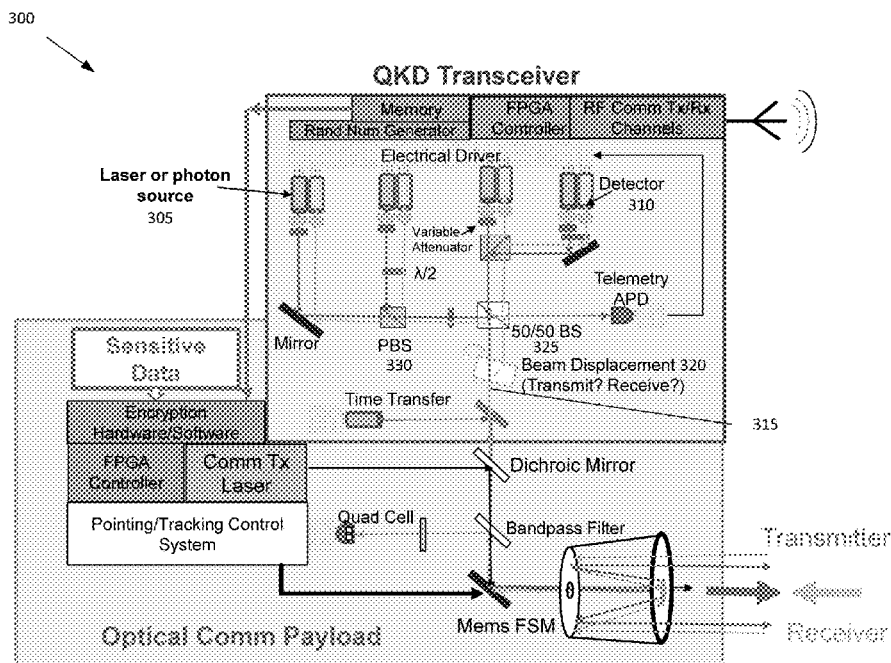 300
QKD Transceiver
Memory
Rand Num Generator
FPGA
Controller
RF Comm Tx/Rx
Channels
Electrical Driver
Laser or photon
source
305
Detector
310
Variable
Attenuator
λ/2
Telemetry
APD
Mirror
PBS
330
50/50 BS
325
Beam Displacement 320
(Transmit? Receive?)
Sensitive
Data
Time Transfer
315
Encryption
Hardware/Software
FPGA
Controller
Comm Tx
Laser
Dichroic Mirror
Pointing/Tracking Control
System
Quad Cell
Bandpass Filter
Transmitter
Mems FSM
Optical Comm Payload
Receiver